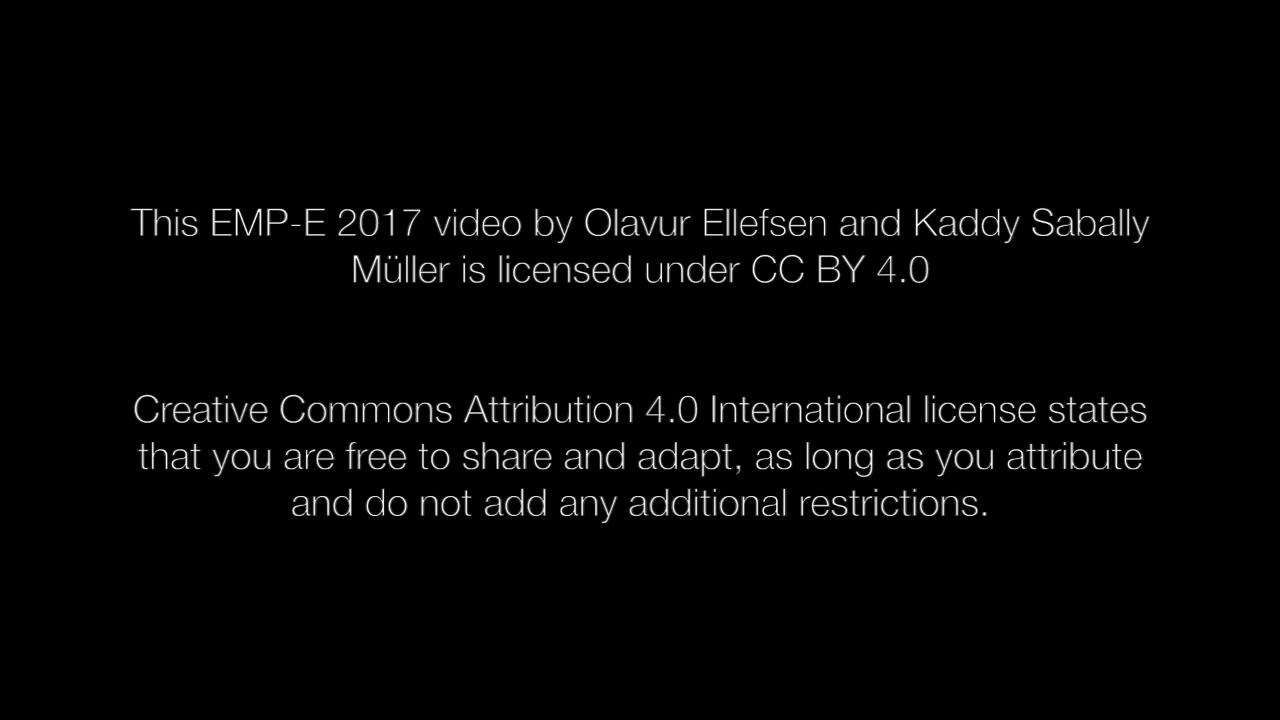 This EMP-E 2017 video by Olavur Ellefsen and Kaddy Sabally
Müller is licensed under CC BY 4.0
Creative Commons Attribution 4.0 International license states
that you are free to share and adapt, as long as you attribute
and do not add any additional restrictions.